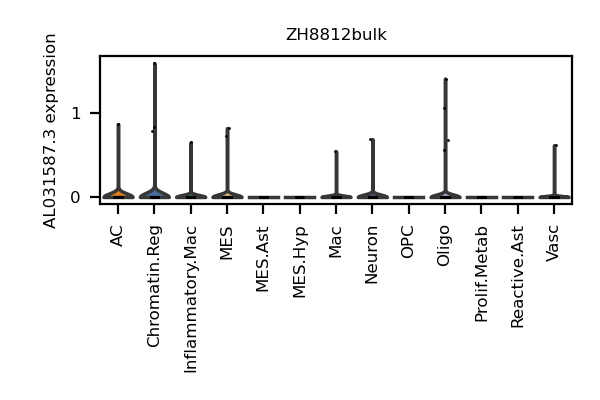 ZH8812bulk
AL031587.3 expression
1
0
AC
Chromatin.Reg
Inflammatory.Mac
MES
MES.Ast
MES.Hyp
Mac
Neuron
OPC
Oligo
Prolif.Metab
Reactive.Ast
Vasc